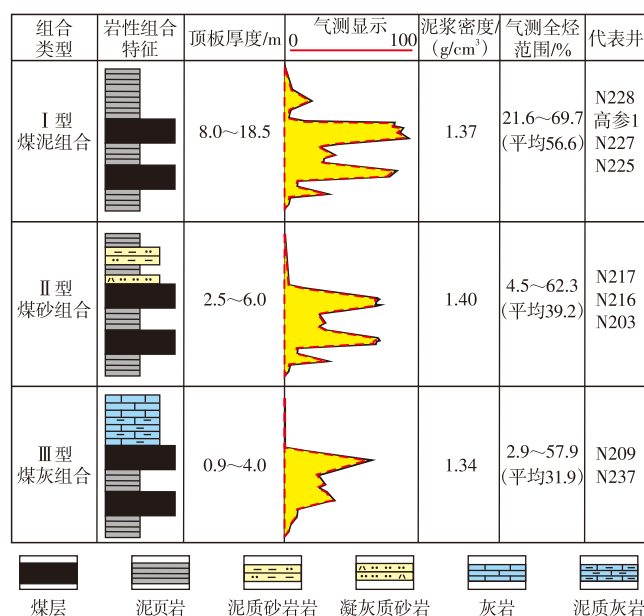 组合类型 岩性组合特征 顶板厚度/m 气测显示 0 100 泥浆密度/(g/cm³) 气测全烃范围/% 代表井
Ⅰ型
煤泥组合
8.0～18.5
1.37
21.6～69.7
(平均56.6)
N228
高参1
N227
N225
Ⅱ型
煤砂组合
2.5～6.0
1.40
4.5～62.3
(平均39.2)
N217
N216
N203
Ⅲ型
煤灰组合
0.9～4.0
1.34
2.9～57.9
(平均31.9)
N209
N237
煤层 泥页岩 泥质砂岩岩 凝灰质砂岩 灰岩 泥质灰岩